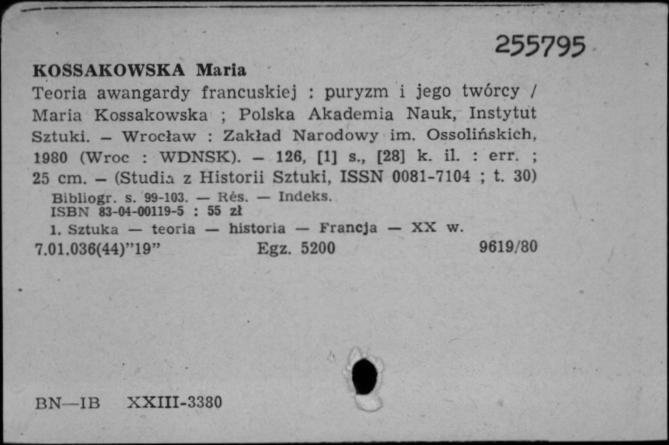 255795
KOSSAKOWSKA Maria
Teoria awangardy francuskiej : puryzm i jego twórcy /
Maria Kossakowska ; Polska Akademia Nauk, Instytut
Sztuki. — Wrocław : Zakład Narodowy im. Ossolińskich,
1980 (Wroc : WDNSK). — 126, [1] s., [28] k. il. : err. ;
25 cm. — (Studia z Historii Sztuki, ISSN 0081-7104 ; t. 30)
Bibliogr. s. 99-103. — Rés. — Indeks.
ISBN 83-04-00119-5 : 55 zł
1. Sztuka — teoria — historia — Francja — XX w.
7.01.036(44)"19" Egz. 5200 9619/80
BN—IB XXIII-3380